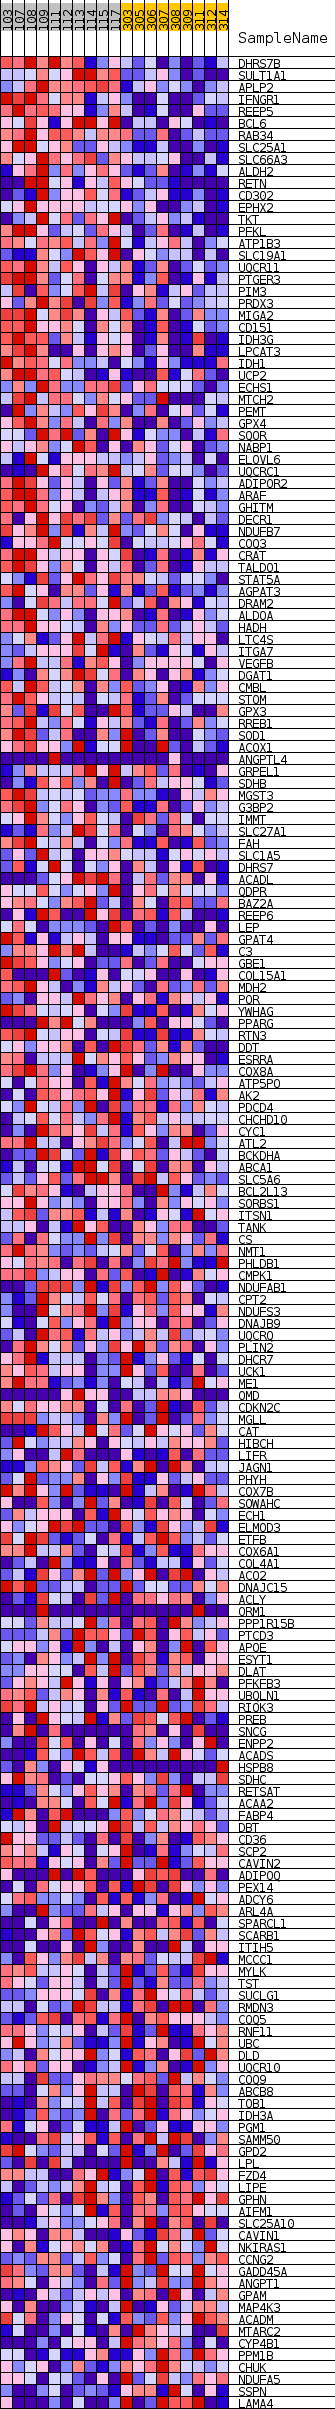 103 107 108 109 111 112 113 114 115 117 303 305 306 307 308 309 311 312 314
SampleName
DHRS7B
SULT1A1
APLP2
IFNGR1
REEP5
BCL6
RAB34
SLC25A1
SLC66A3
ALDH2
RETN
CD302
EPHX2
TKT
PFKL
ATP1B3
SLC19A1
UQCR11
PTGER3
PIM3
PRDX3
MIGA2
CD151
IDH3G
LPCAT3
IDH1
UCP2
ECHS1
MTCH2
PEMT
GPX4
SQOR
NABP1
ELOVL6
UQCRC1
ADIPOR2
ARAF
GHITM
DECR1
NDUFB7
COQ3
CRAT
TALDO1
STAT5A
AGPAT3
DRAM2
ALDOA
HADH
LTC4S
ITGA7
VEGFB
DGAT1
CMBL
STOM
GPX3
RREB1
SOD1
ACOX1
ANGPTL4
GRPEL1
SDHB
MGST3
G3BP2
IMMT
SLC27A1
FAH
SLC1A5
DHRS7
ACADL
QDPR
BAZ2A
REEP6
LEP
GPAT4
C3
GBE1
COL15A1
MDH2
POR
YWHAG
PPARG
RTN3
DDT
ESRRA
COX8A
ATP5PO
AK2
PDCD4
CHCHD10
CYC1
ATL2
BCKDHA
ABCA1
SLC5A6
BCL2L13
SORBS1
ITSN1
TANK
CS
NMT1
PHLDB1
CMPK1
NDUFAB1
CPT2
NDUFS3
DNAJB9
UQCRQ
PLIN2
DHCR7
UCK1
ME1
OMD
CDKN2C
MGLL
CAT
HIBCH
LIFR
JAGN1
PHYH
COX7B
SOWAHC
ECH1
ELMOD3
ETFB
COX6A1
COL4A1
ACO2
DNAJC15
ACLY
ORM1
PPP1R15B
PTCD3
APOE
ESYT1
DLAT
PFKFB3
UBQLN1
RIOK3
PREB
SNCG
ENPP2
ACADS
HSPB8
SDHC
RETSAT
ACAA2
FABP4
DBT
CD36
SCP2
CAVIN2
ADIPOQ
PEX14
ADCY6
ARL4A
SPARCL1
SCARB1
ITIH5
MCCC1
MYLK
TST
SUCLG1
RMDN3
COQ5
RNF11
UBC
DLD
UQCR10
COQ9
ABCB8
TOB1
IDH3A
PGM1
SAMM50
GPD2
LPL
FZD4
LIPE
GPHN
AIFM1
SLC25A10
CAVIN1
NKIRAS1
CCNG2
GADD45A
ANGPT1
GPAM
MAP4K3
ACADM
MTARC2
CYP4B1
PPM1B
CHUK
NDUFA5
SSPN
LAMA4